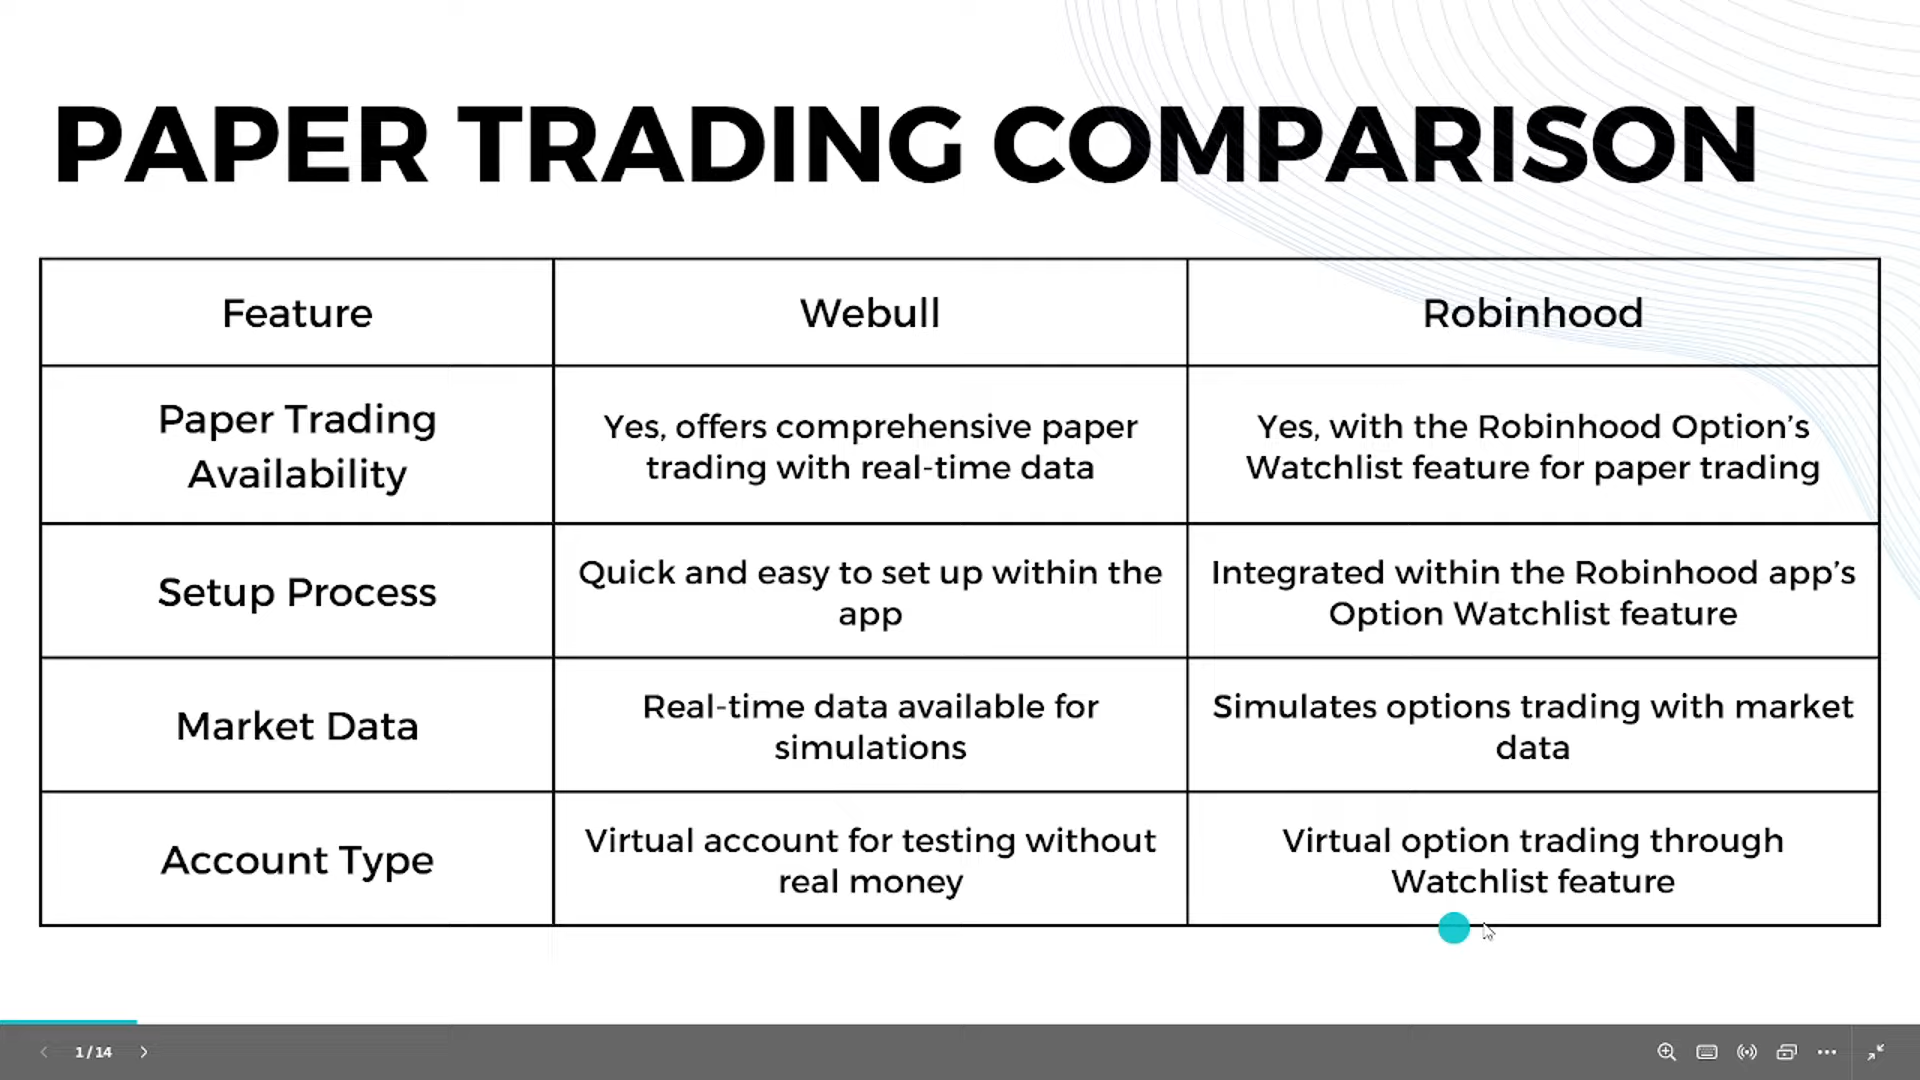 PAPER TRADING COMPARISON
Feature
Webull
Robinhood
Paper Trading
Availability
Yes, offers comprehensive paper
trading with real-time data
Yes, with the Robinhood Option’s
Watchlist feature for paper trading
Setup Process
Quick and easy to set up within the
app
Integrated within the Robinhood app’s
Option Watchlist feature
Market Data
Real-time data available for
simulations
Simulates options trading with market
data
Account Type
Virtual account for testing without
real money
Virtual option trading through
Watchlist feature
1 / 14